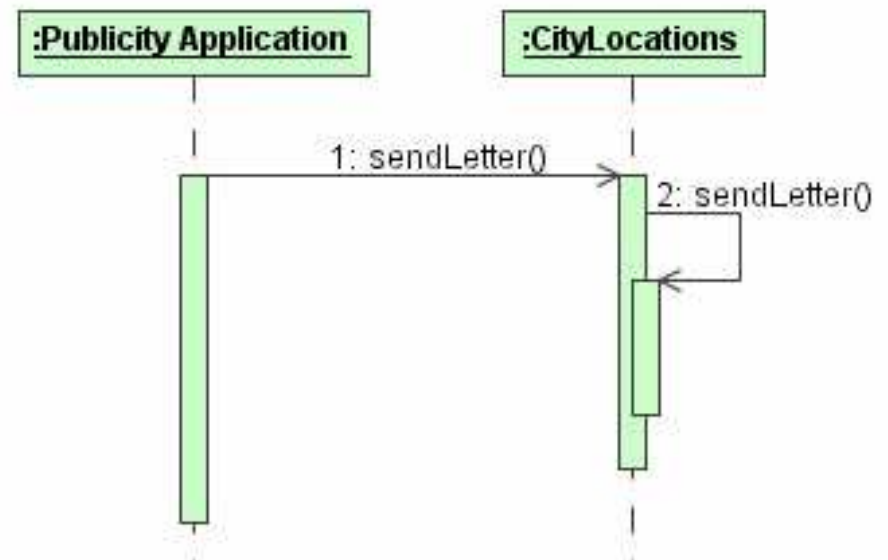 :Publicity Application
:CityLocations
1: sendLetter()
2: sendLetter()